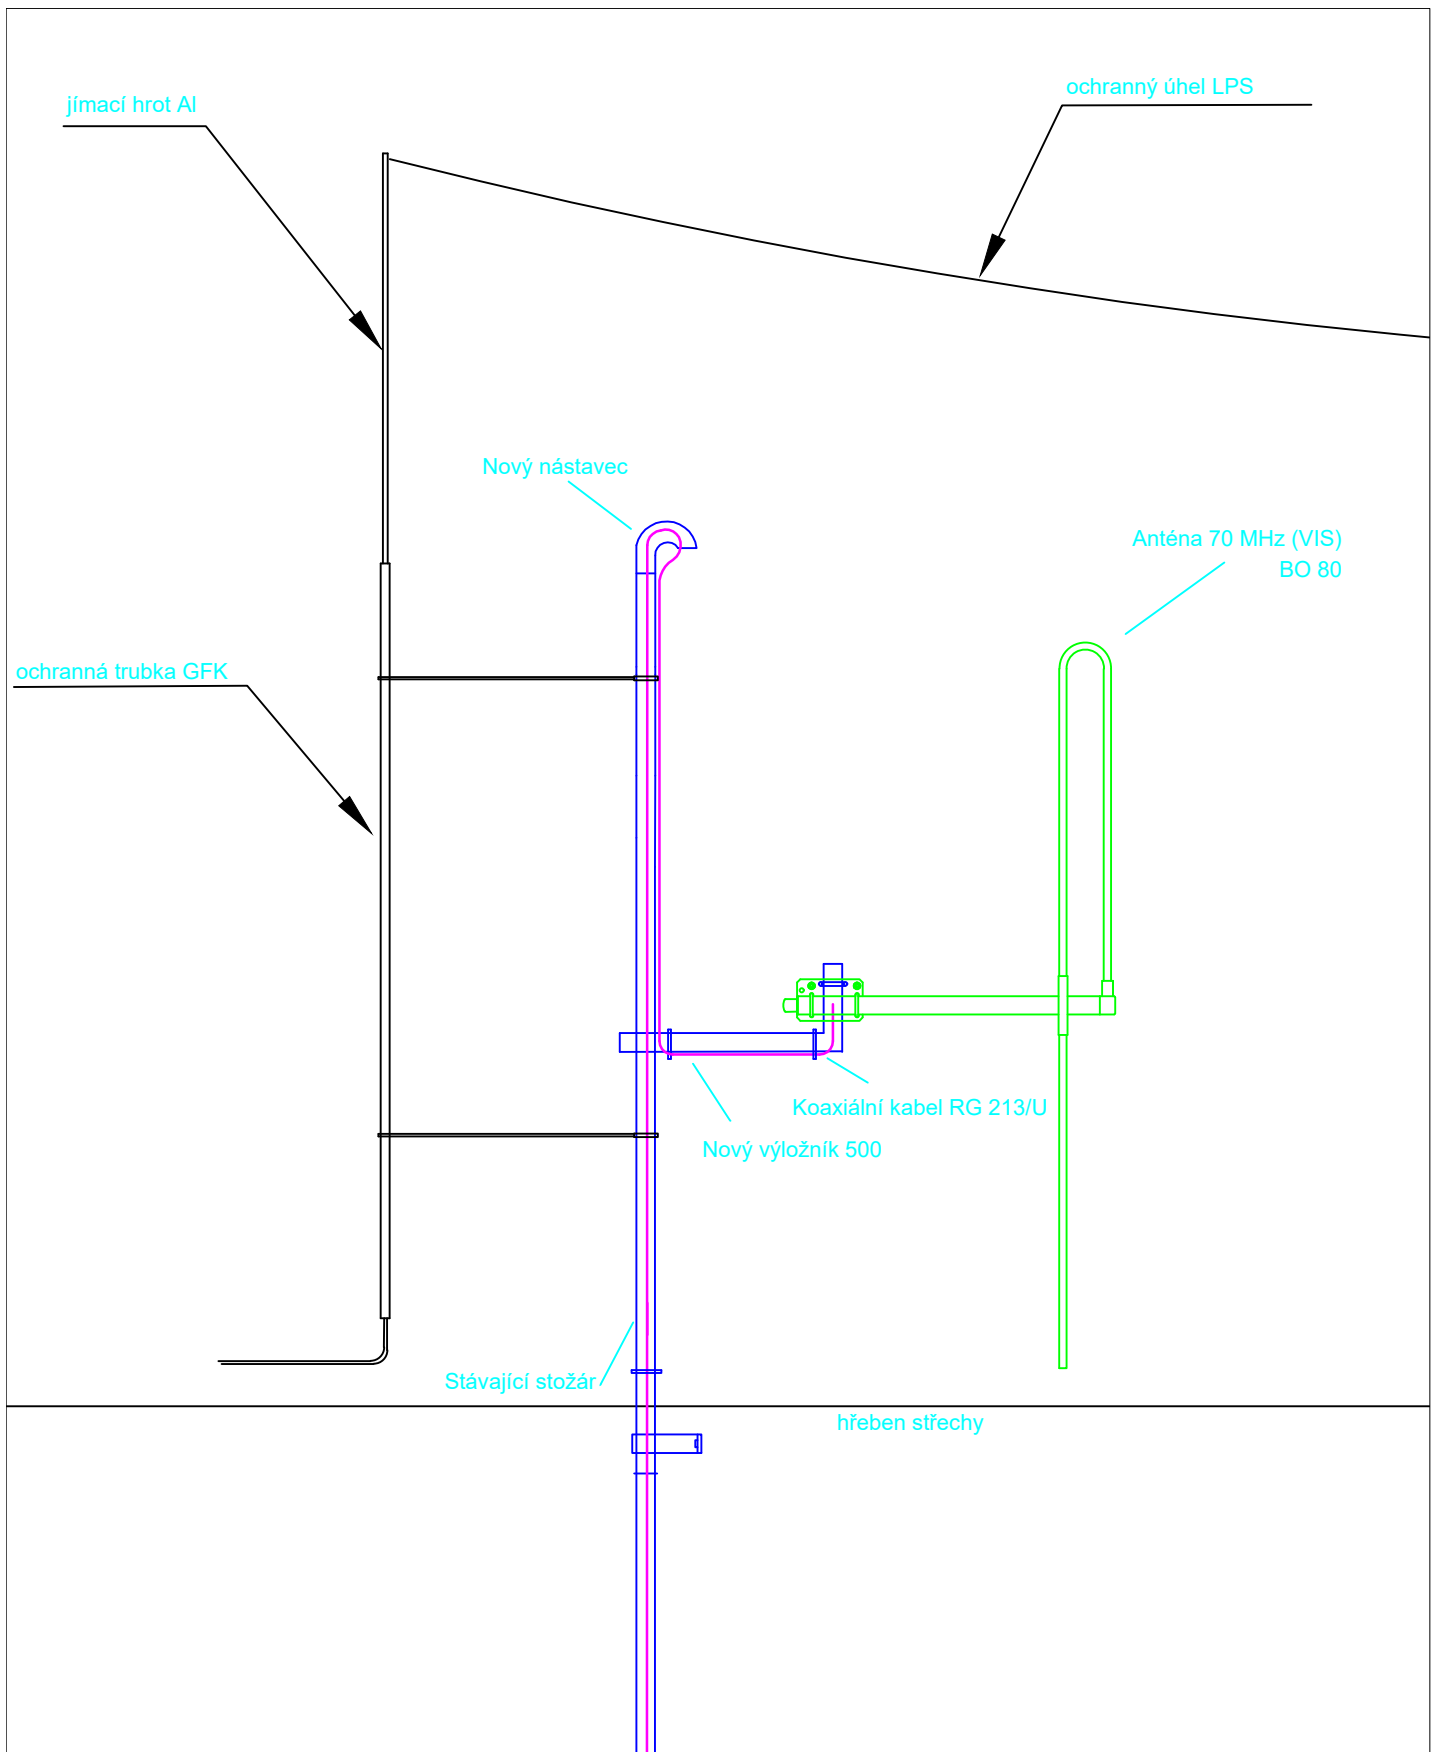 ochranný úhel LPS
jímací hrot Al
Nový nástavec
Anténa 70 MHz (VIS)
BO 80
ochranná trubka GFK
Koaxiální kabel RG 213/U
Nový výložník 500
Stávající stožár
hřeben střechy